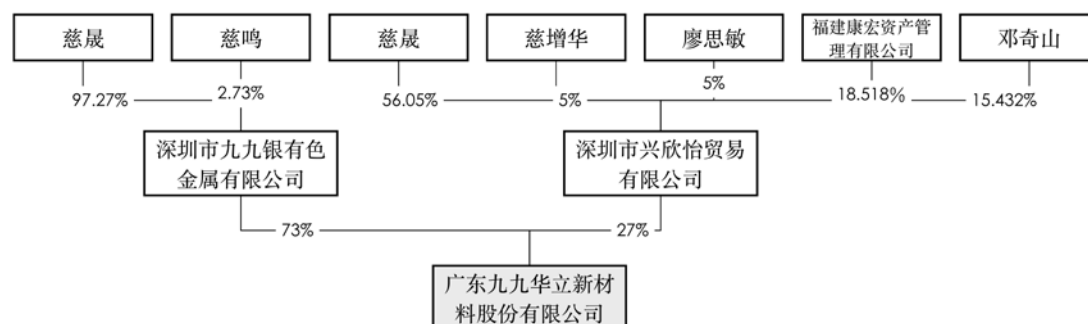 慈晟
慈鸣
慈晟
慈增华
廖思敏
福建康宏资产管
理有限公司
邓奇山
97.27%
2.73%
56.05%
5%
5%
18.518%
15.432%
深圳市九九银有色
金属有限公司
深圳市兴欣怡贸易
有限公司
73%
27%
广东九九华立新材
料股份有限公司